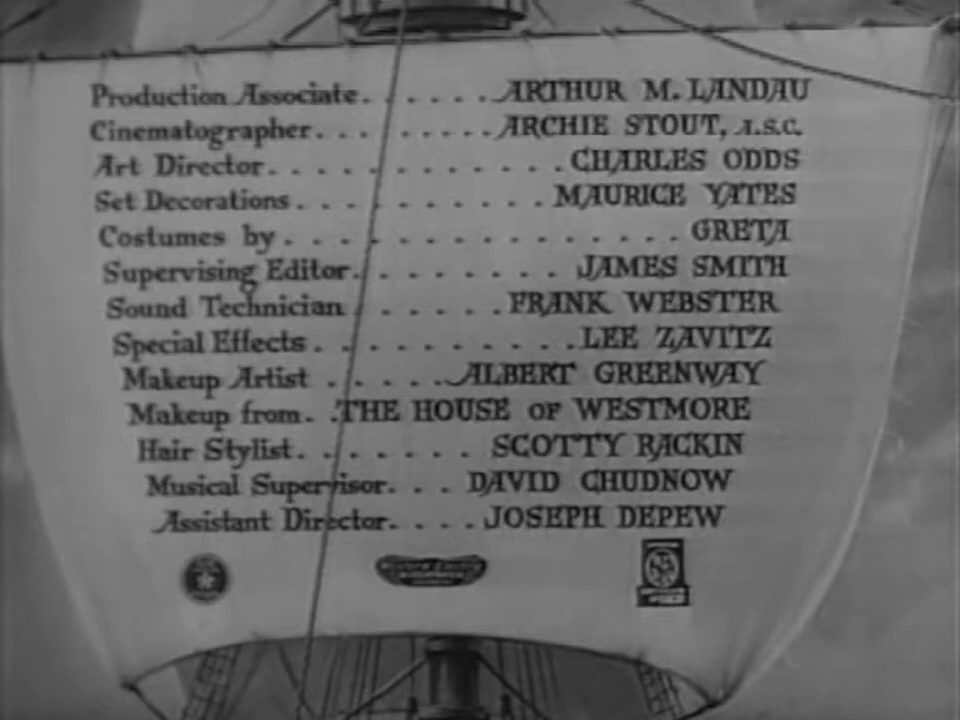 Production Associate. . . . . . .ARTHUR M. LANDAU
Cinematographer. . . . . . . . .ARCHIE STOUT, A.S.C.
Art Director. . . . . . . . . . . . . .CHARLES ODDS
Set Decorations. . . . . . . . . . .MAURICE YATES
Costumes by. . . . . . . . . . . . . . . . . .GRETA
Supervising Editor. . . . . . . . .JAMES SMITH
Sound Technician . . . . . .FRANK WEBSTER
Special Effects. . . . . . . . . . . .LEE ZAVITZ
Makeup Artist . . . . . .ALBERT GREENWAY
Makeup from. .THE HOUSE OF WESTMORE
Hair Stylist. . . . . . . . SCOTTY RACKIN
Musical Supervisor. . . . DAVID CHUDNOW
Assistant Director. . . . .JOSEPH DEPEW